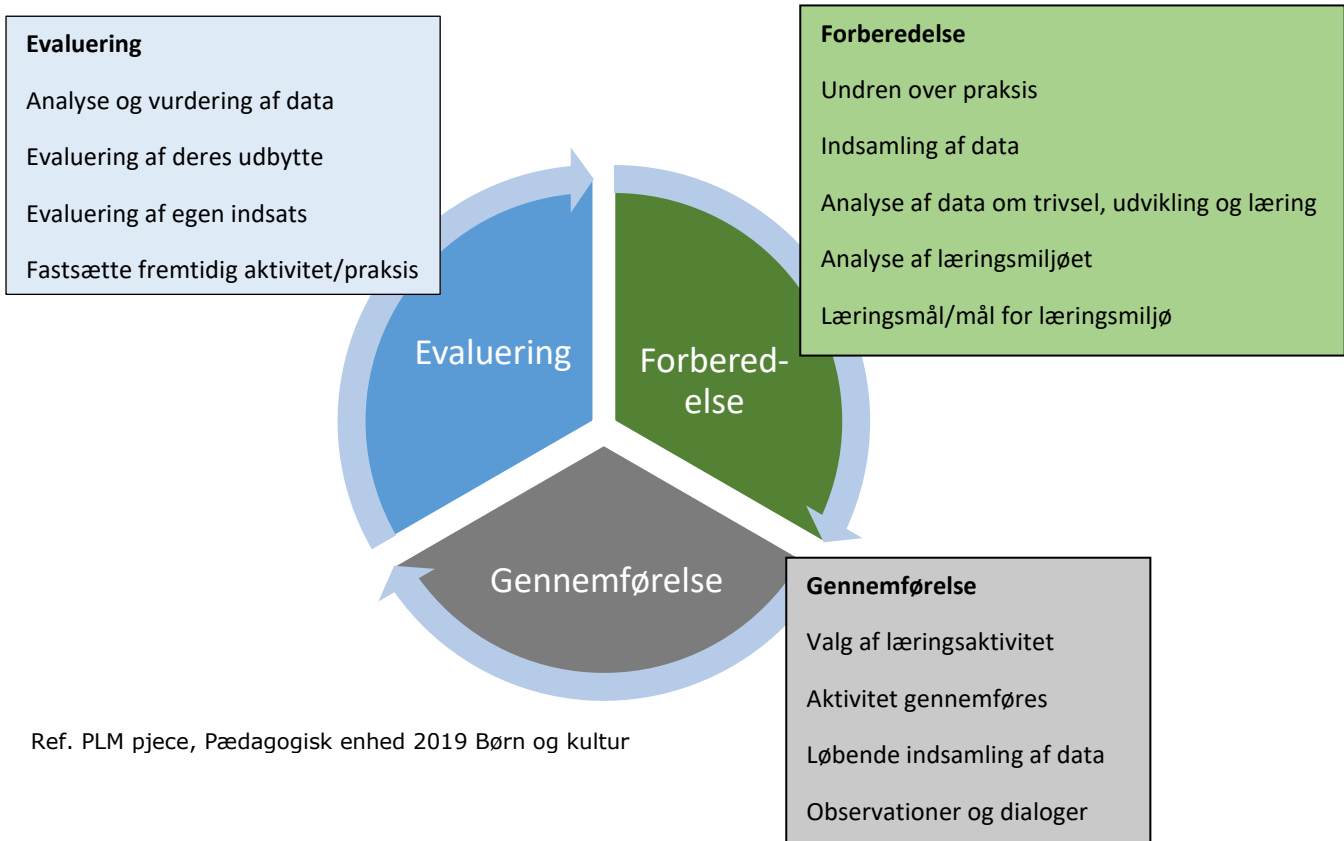 Evaluering
Analyse og vurdering af data
Evaluering af deres udbytte
Evaluering af egen indsats
Fastsætte fremtidig aktivitet/praksis
Forberedelse
Undren over praksis
Indsamling af data
Analyse af data om trivsel, udvikling og læring
Analyse af læringsmiljøet
Læringsmål/mål for læringsmiljø
Evaluering
Forbered-
else
Gennemførelse
Gennemførelse
Valg af læringsaktivitet
Aktivitet gennemføres
Løbende indsamling af data
Observationer og dialoger
Ref. PLM pjece, Pædagogisk enhed 2019 Børn og kultur